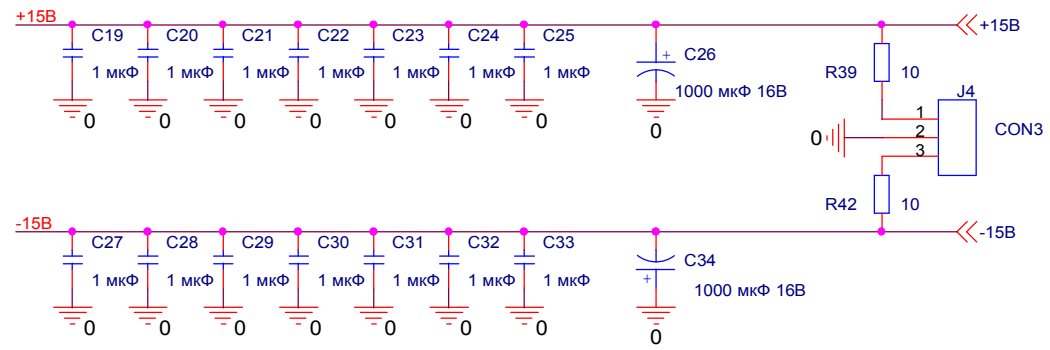 +15В
C19 C20 C21 C22 C23 C24 C25
1 мкФ 1 мкФ 1 мкФ 1 мкФ 1 мкФ 1 мкФ 1 мкФ
0 0 0 0 0 0 0
+
C26
1000 мкФ 16В
0
+15В
R39 10
J4
1
0 2 CON3
3
R42 10
-15В
C27 C28 C29 C30 C31 C32 C33
1 мкФ 1 мкФ 1 мкФ 1 мкФ 1 мкФ 1 мкФ 1 мкФ
0 0 0 0 0 0 0
C34
+
1000 мкФ 16В
0
-15В